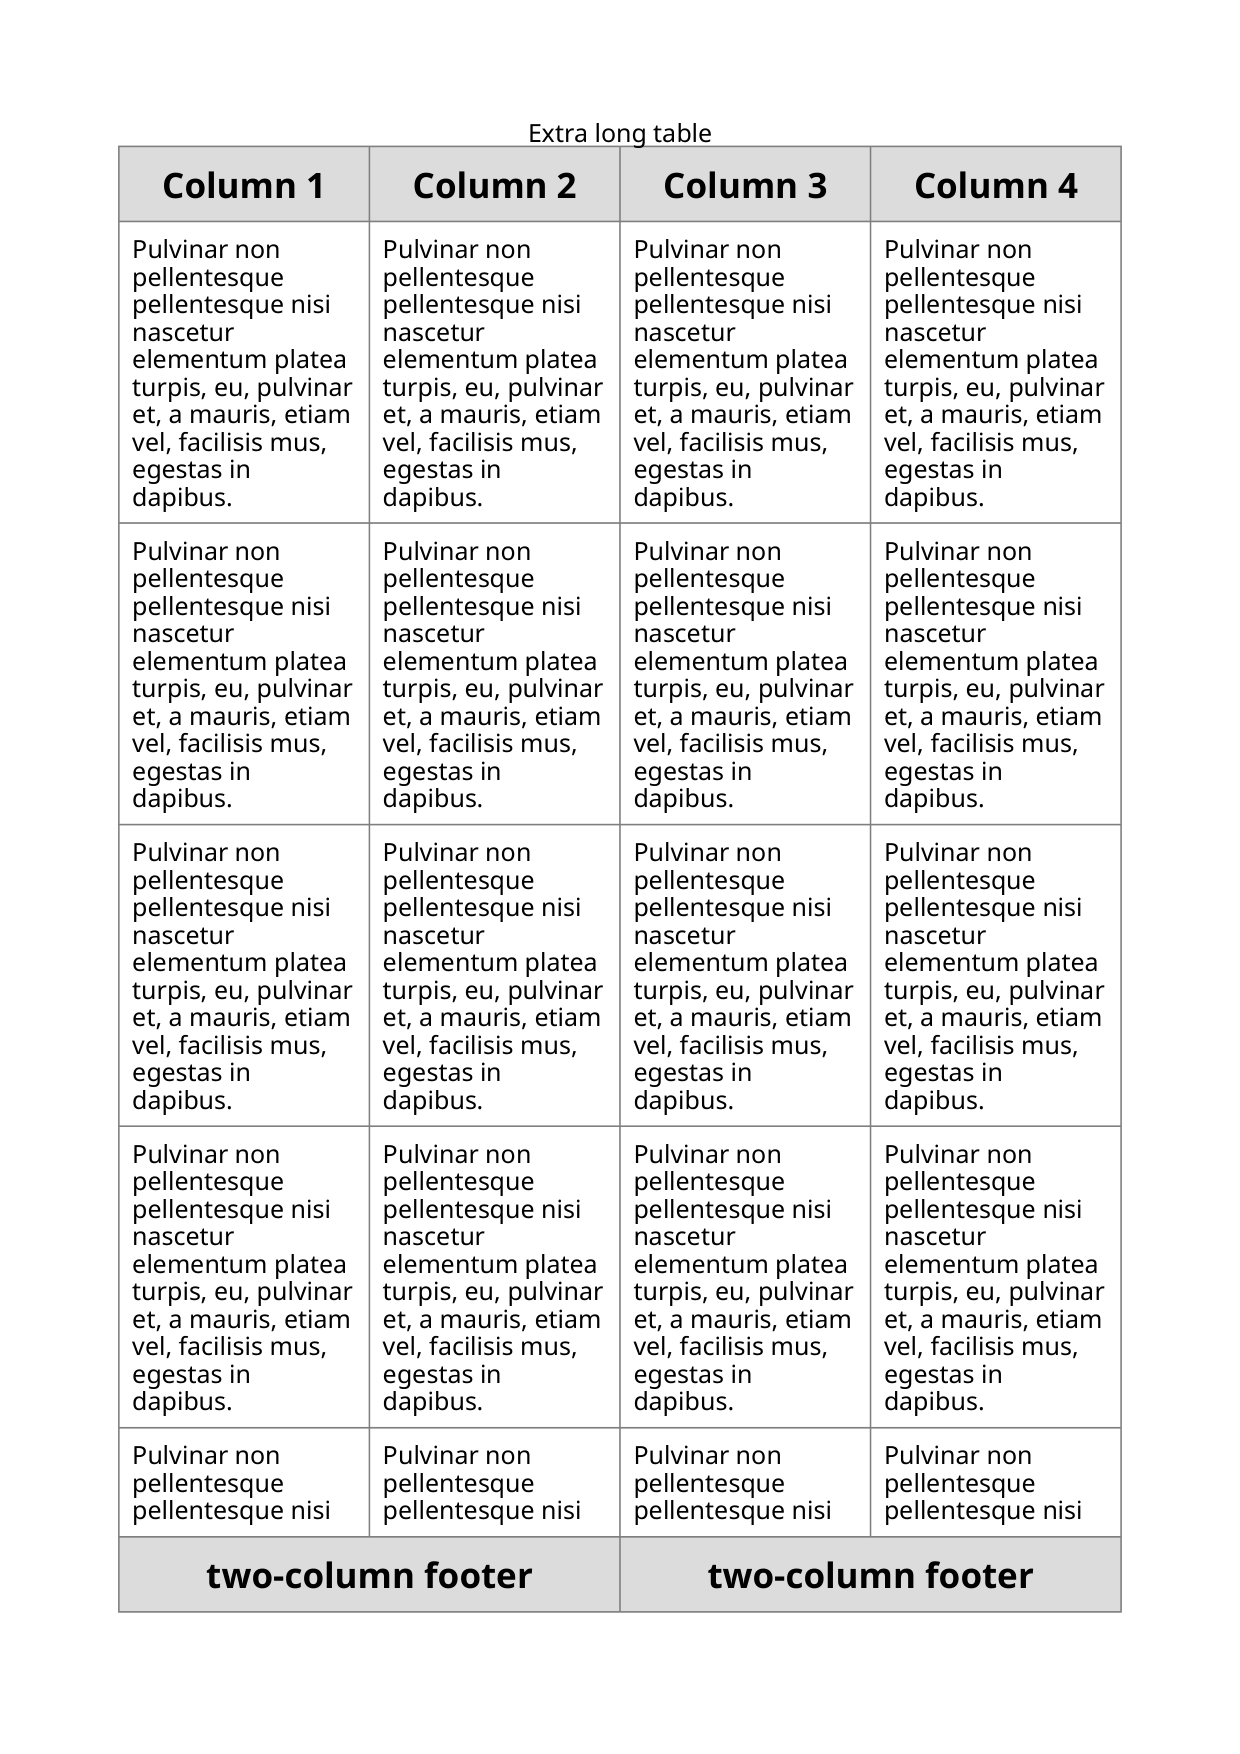 Extra long table
Column 1 Column 2 Column 3 Column 4
Pulvinar non Pulvinar non Pulvinar non Pulvinar non
pellentesque pellentesque pellentesque pellentesque
pellentesque nisi pellentesque nisi pellentesque nisi pellentesque nisi
nascetur nascetur nascetur nascetur
elementum platea elementum platea elementum platea elementum platea
turpis, eu, pulvinar turpis, eu, pulvinar turpis, eu, pulvinar turpis, eu, pulvinar
et, a mauris, etiam et, a mauris, etiam et, a mauris, etiam et, a mauris, etiam
vel, facilisis mus, vel, facilisis mus, vel, facilisis mus, vel, facilisis mus,
egestas in egestas in egestas in egestas in
dapibus. dapibus. dapibus. dapibus.
Pulvinar non Pulvinar non Pulvinar non Pulvinar non
pellentesque pellentesque pellentesque pellentesque
pellentesque nisi pellentesque nisi pellentesque nisi pellentesque nisi
nascetur nascetur nascetur nascetur
elementum platea elementum platea elementum platea elementum platea
turpis, eu, pulvinar turpis, eu, pulvinar turpis, eu, pulvinar turpis, eu, pulvinar
et, a mauris, etiam et, a mauris, etiam et, a mauris, etiam et, a mauris, etiam
vel, facilisis mus, vel, facilisis mus, vel, facilisis mus, vel, facilisis mus,
egestas in egestas in egestas in egestas in
dapibus. dapibus. dapibus. dapibus.
Pulvinar non Pulvinar non Pulvinar non Pulvinar non
pellentesque pellentesque pellentesque pellentesque
pellentesque nisi pellentesque nisi pellentesque nisi pellentesque nisi
nascetur nascetur nascetur nascetur
elementum platea elementum platea elementum platea elementum platea
turpis, eu, pulvinar turpis, eu, pulvinar turpis, eu, pulvinar turpis, eu, pulvinar
et, a mauris, etiam et, a mauris, etiam et, a mauris, etiam et, a mauris, etiam
vel, facilisis mus, vel, facilisis mus, vel, facilisis mus, vel, facilisis mus,
egestas in egestas in egestas in egestas in
dapibus. dapibus. dapibus. dapibus.
Pulvinar non Pulvinar non Pulvinar non Pulvinar non
pellentesque pellentesque pellentesque pellentesque
pellentesque nisi pellentesque nisi pellentesque nisi pellentesque nisi
nascetur nascetur nascetur nascetur
elementum platea elementum platea elementum platea elementum platea
turpis, eu, pulvinar turpis, eu, pulvinar turpis, eu, pulvinar turpis, eu, pulvinar
et, a mauris, etiam et, a mauris, etiam et, a mauris, etiam et, a mauris, etiam
vel, facilisis mus, vel, facilisis mus, vel, facilisis mus, vel, facilisis mus,
egestas in egestas in egestas in egestas in
dapibus. dapibus. dapibus. dapibus.
Pulvinar non Pulvinar non Pulvinar non Pulvinar non
pellentesque pellentesque pellentesque pellentesque
pellentesque nisi pellentesque nisi pellentesque nisi pellentesque nisi
two-column footer two-column footer